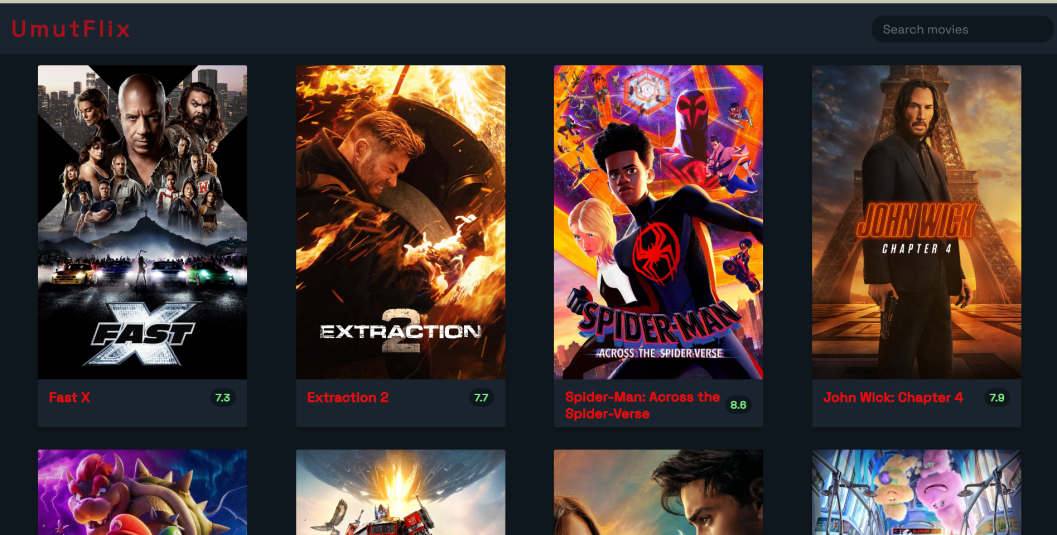 UmutFlix
Search movies
X
FAST
2
EXTRACTION
SPIDER-MAN
ACROSS THE SPIDER-VERSE
JOHN WICK
CHAPTER 4
Fast X
7.3
Extraction 2
7.7
Spider-Man: Across the
Spider-Verse
8.6
John Wick: Chapter 4
7.9